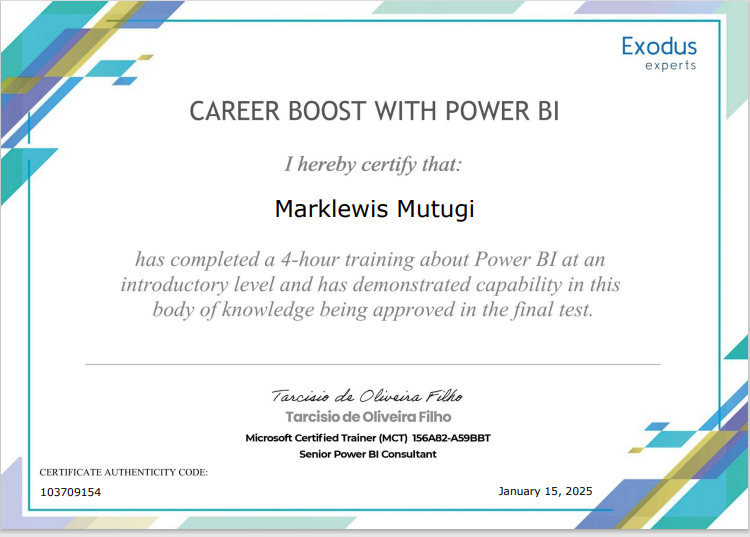 Exodus
experts
CAREER BOOST WITH POWER BI
I hereby certify that:
Marklewis Mutugi
has completed a 4-hour training about Power BI at an
introductory level and has demonstrated capability in this
body of knowledge being approved in the final test.
Tarcisio de Oliveira Filho
Tarcisio de Oliveira Filho
Microsoft Certified Trainer (MCT) 156A82-A59BBT
Senior Power BI Consultant
CERTIFICATE AUTHENTICITY CODE:
103709154
January 15, 2025